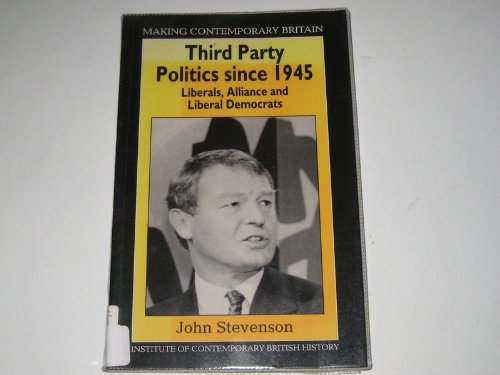 MAKING CONTEMPORARY BRITAIN
Third Party
Politics since 1945
Liberals, Alliance and
Liberal Democrats
John Stevenson
INSTITUTE OF CONTEMPORARY BRITISH HISTORY